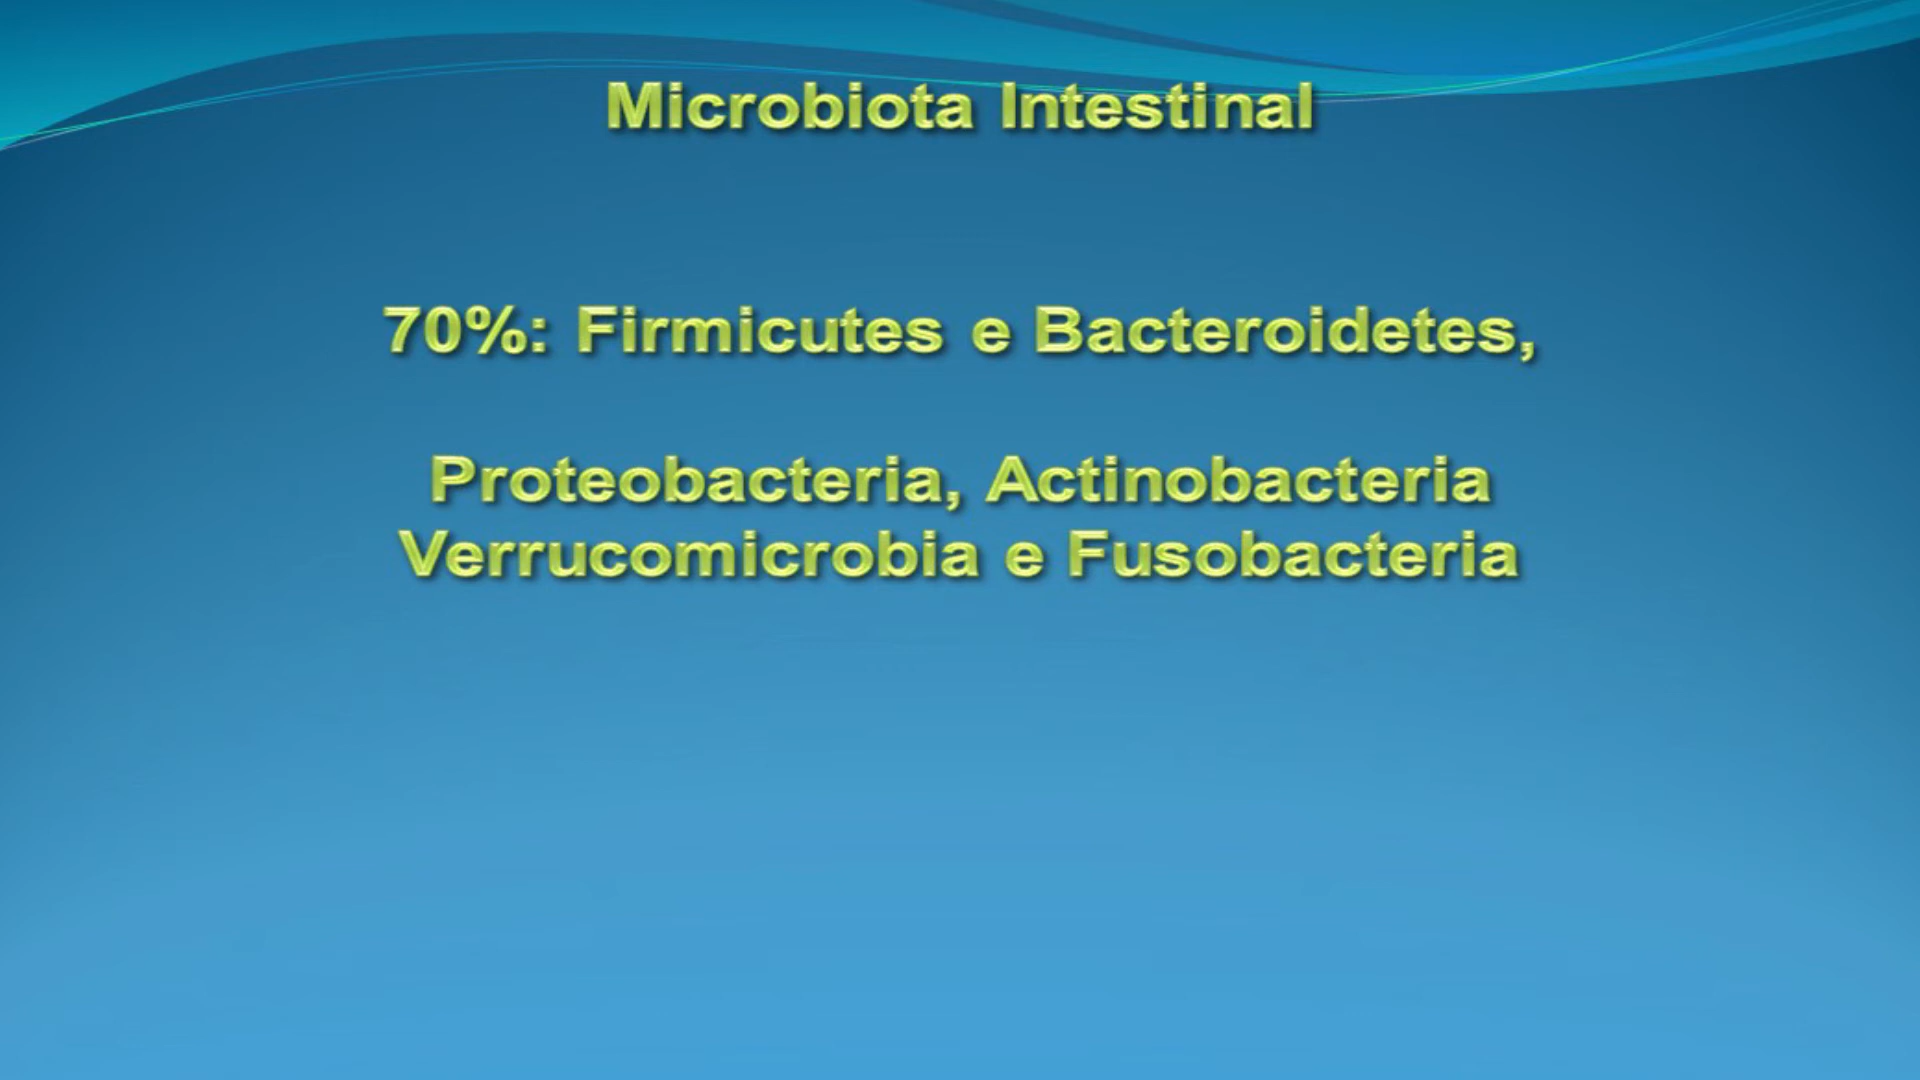 Microbiota Intestinal
70%: Firmicutes e Bacteroidetes,
Proteobacteria, Actinobacteria
Verrucomicrobia e Fusobacteria